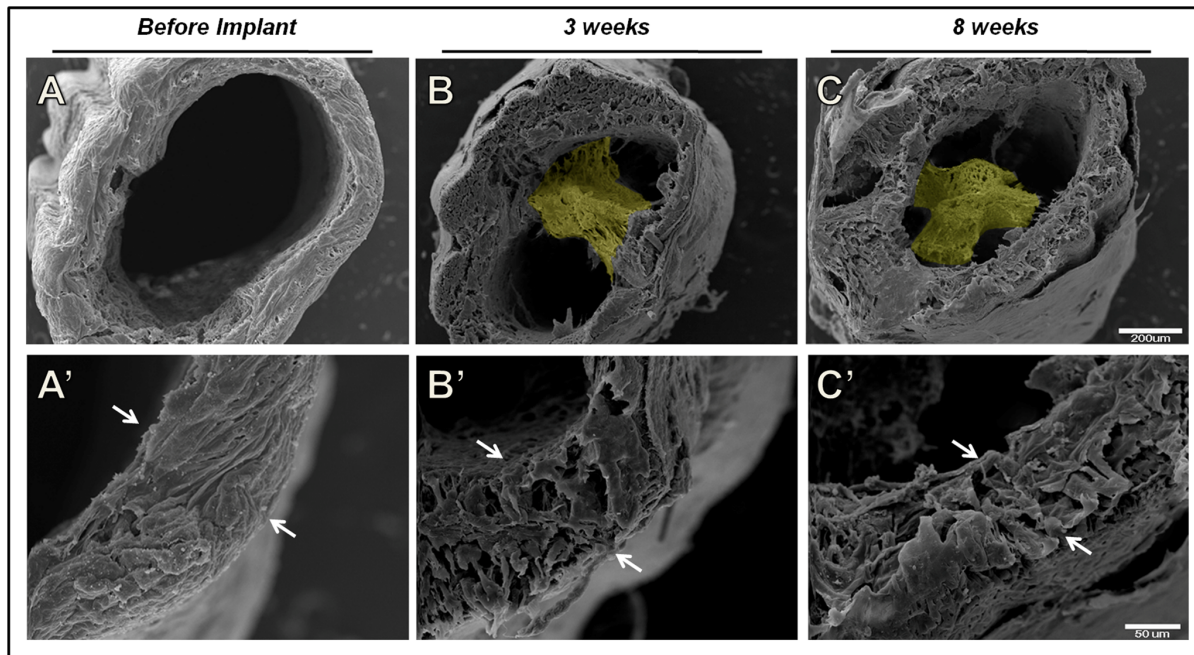 Before Implant
3 weeks
8 weeks
A
B
C
200um
A’
B’
C’
50 um